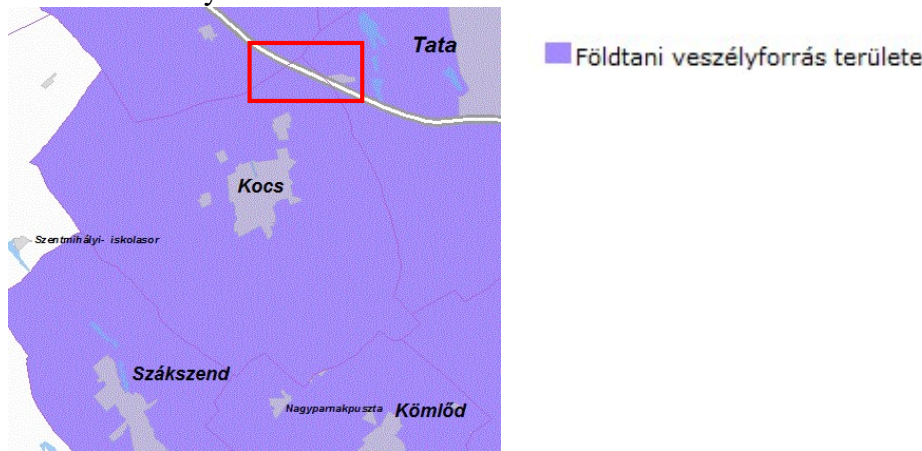 Tata
Földtani veszélyforrás területe
Kocs
Szentmihályi- iskolasor
Szákszend
Nagyparnakpuszta
Kömlőd